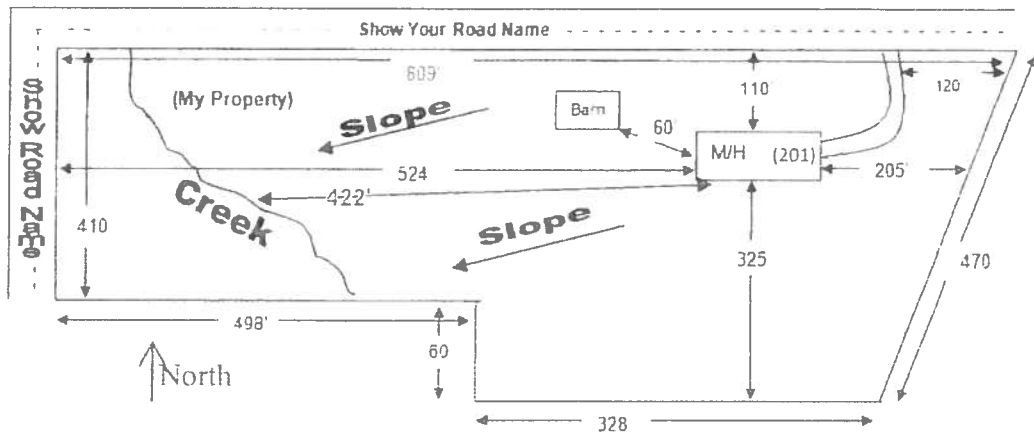 Show Your Road Name
609'
(My Property)
Slope
110'
120
Barn
60'
M/H (201)
Show Road Name
524
205'
422'
Creek
410
Slope
325
470
498'
60
North
328